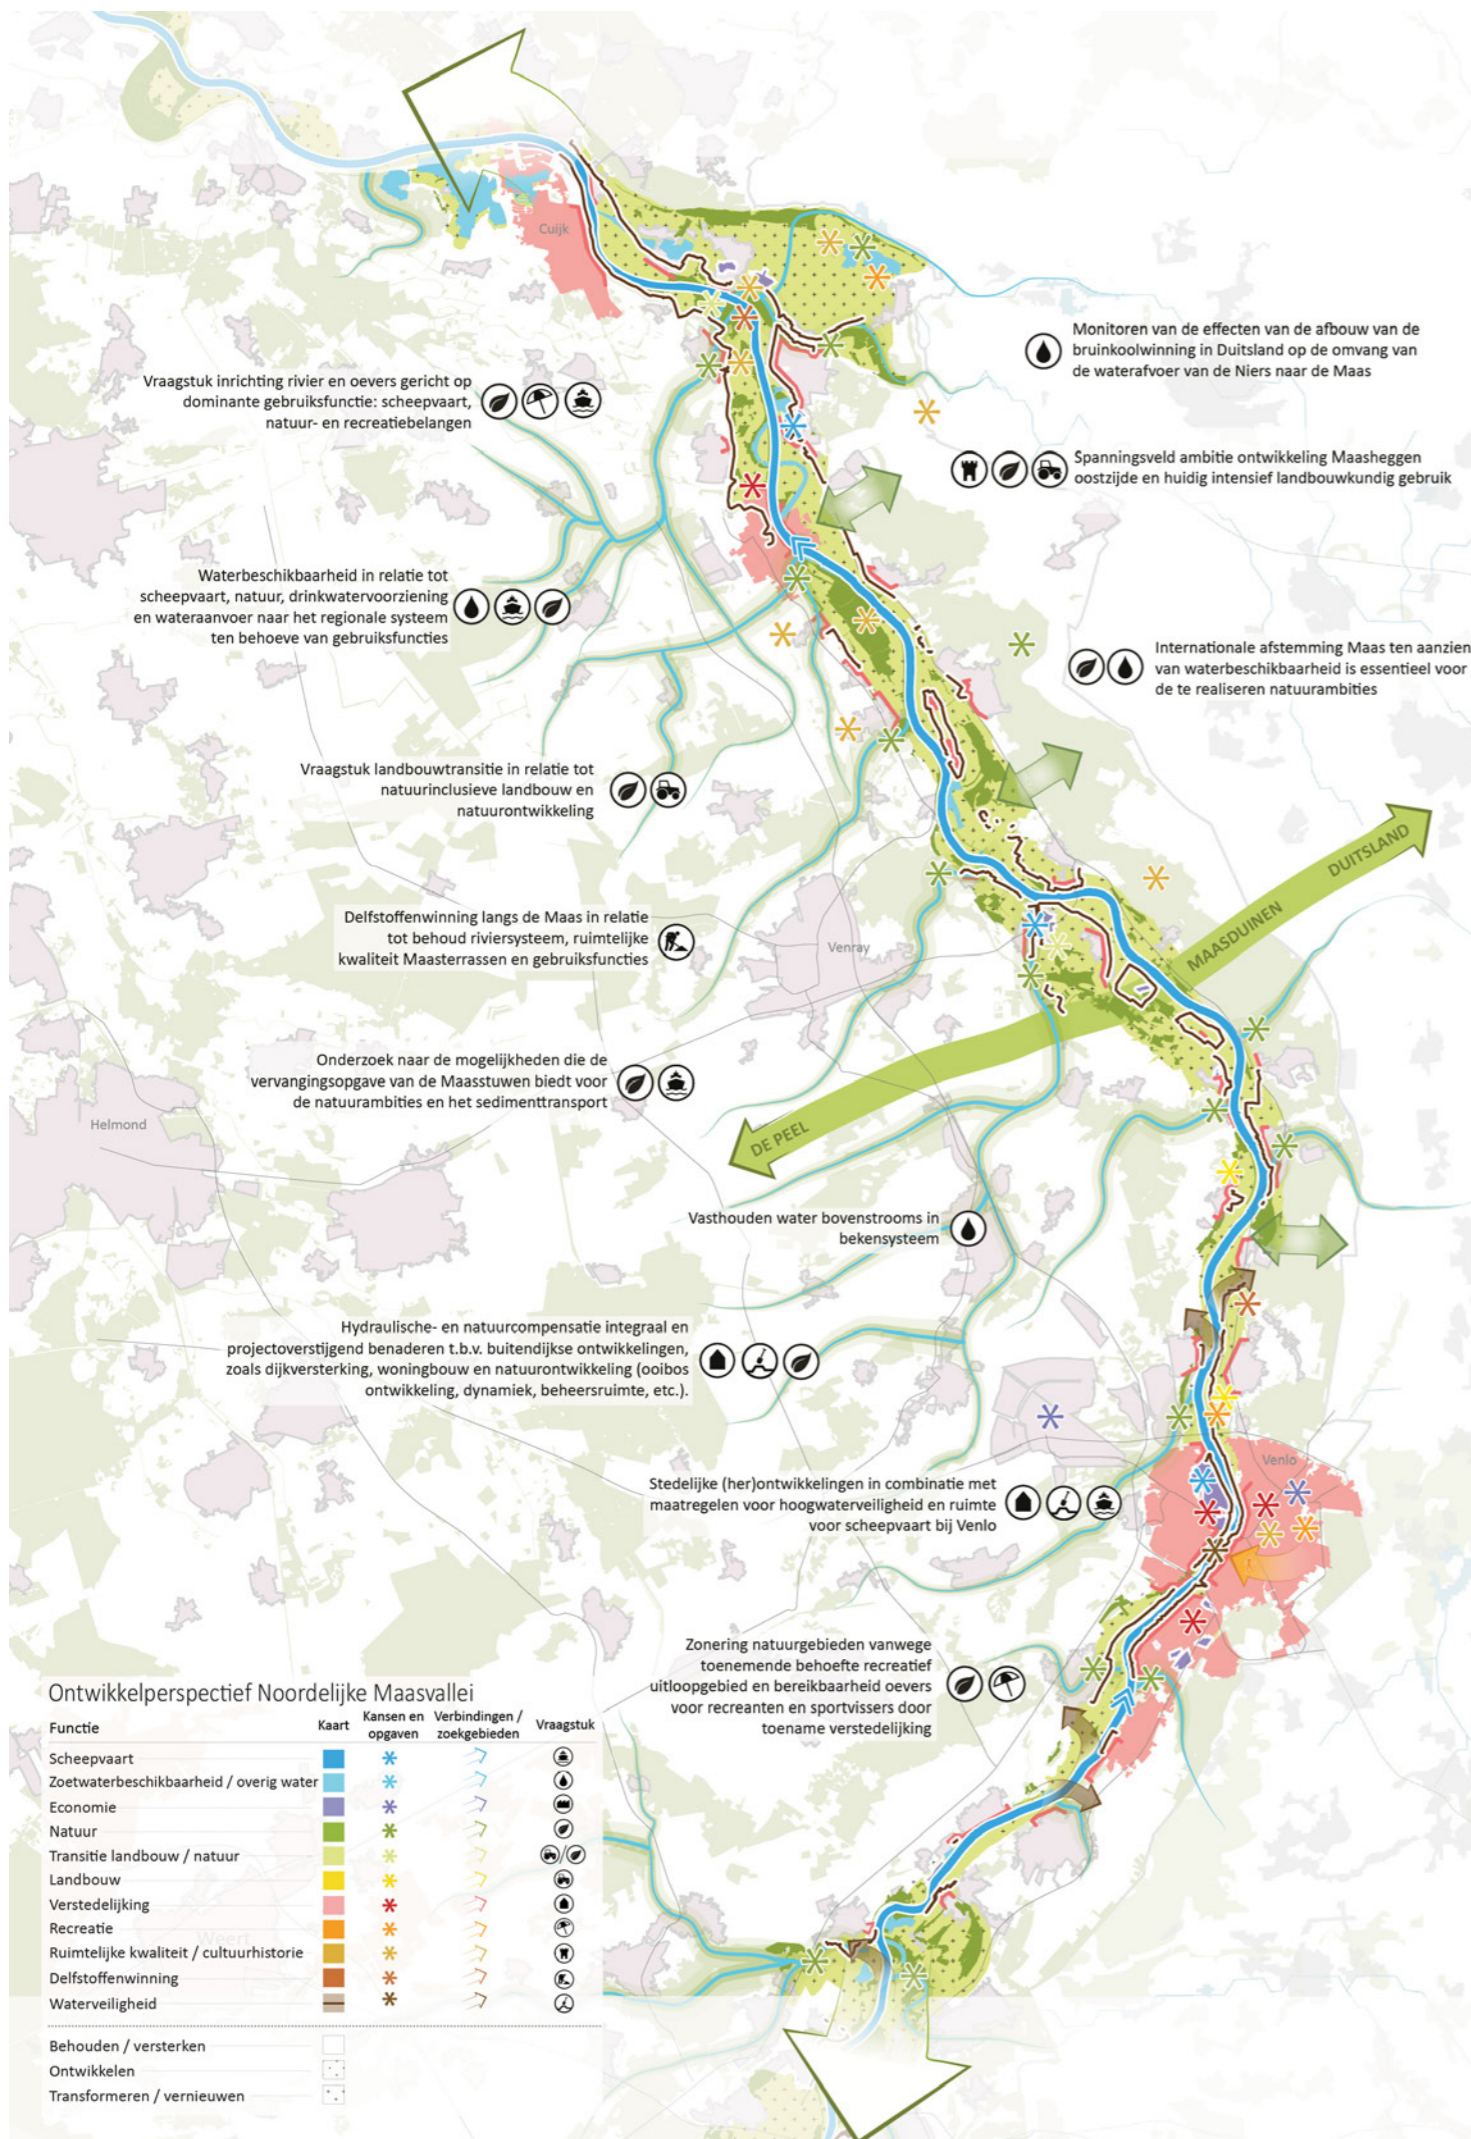 Cuijk
Monitoren van de effecten van de afbouw van de
bruinkoolwinning in Duitsland op de omvang van
de waterafvoer van de Niers naar de Maas
Vraagstuk inrichting rivier en oevers gericht op
dominante gebruiksfunctie: scheepvaart,
natuur- en recreatiebelangen
Spanningsveld ambitie ontwikkeling Maasheggen
oostzijde en huidig intensief landbouwkundig gebruik
Waterbeschikbaarheid in relatie tot
scheepvaart, natuur, drinkwatervoorziening
en wateraanvoer naar het regionale systeem
ten behoeve van gebruiksfuncties
Internationale afstemming Maas ten aanzien
van waterbeschikbaarheid is essentieel voor
de te realiseren natuurambities
Vraagstuk landbouwtransitie in relatie tot
natuurinclusieve landbouw en
natuurontwikkeling
DUITSLAND
MAASDUINEN
Delfstoffenwinning langs de Maas in relatie
tot behoud riviersysteem, ruimtelijke
kwaliteit Maasterrassen en gebruiksfuncties
Venray
Onderzoek naar de mogelijkheden die de
vervangingsopgave van de Maasstuwen biedt voor
de natuurambities en het sedimenttransport
Helmond
DE PEEL
Vasthouden water bovenstrooms in
bekensysteem
Hydraulische- en natuurcompensatie integraal en
projectoverstijgend benaderen t.b.v. buitendijkse ontwikkelingen,
zoals dijkversterking, woningbouw en natuurontwikkeling (ooibos
ontwikkeling, dynamiek, beheersruimte, etc.).
Venlo
Stedelijke (her)ontwikkelingen in combinatie met
maatregelen voor hoogwaterveiligheid en ruimte
voor scheepvaart bij Venlo
Zonering natuurgebieden vanwege
toenemende behoefte recreatief
uitloopgebied en bereikbaarheid oevers
voor recreanten en sportvissers door
toename verstedelijking
Ontwikkelperspectief Noordelijke Maasvallei
Functie Kaart Kansen en opgaven Verbindingen / zoekgebieden Vraagstuk
Scheepvaart
Zoetwaterbeschikbaarheid / overig water
Economie
Natuur
Transitie landbouw / natuur
Landbouw
Verstedelijking
Recreatie
Weert
Ruimtelijke kwaliteit / cultuurhistorie
Delfstoffenwinning
Waterveiligheid
Behouden / versterken
Ontwikkelen
Transformeren / vernieuwen